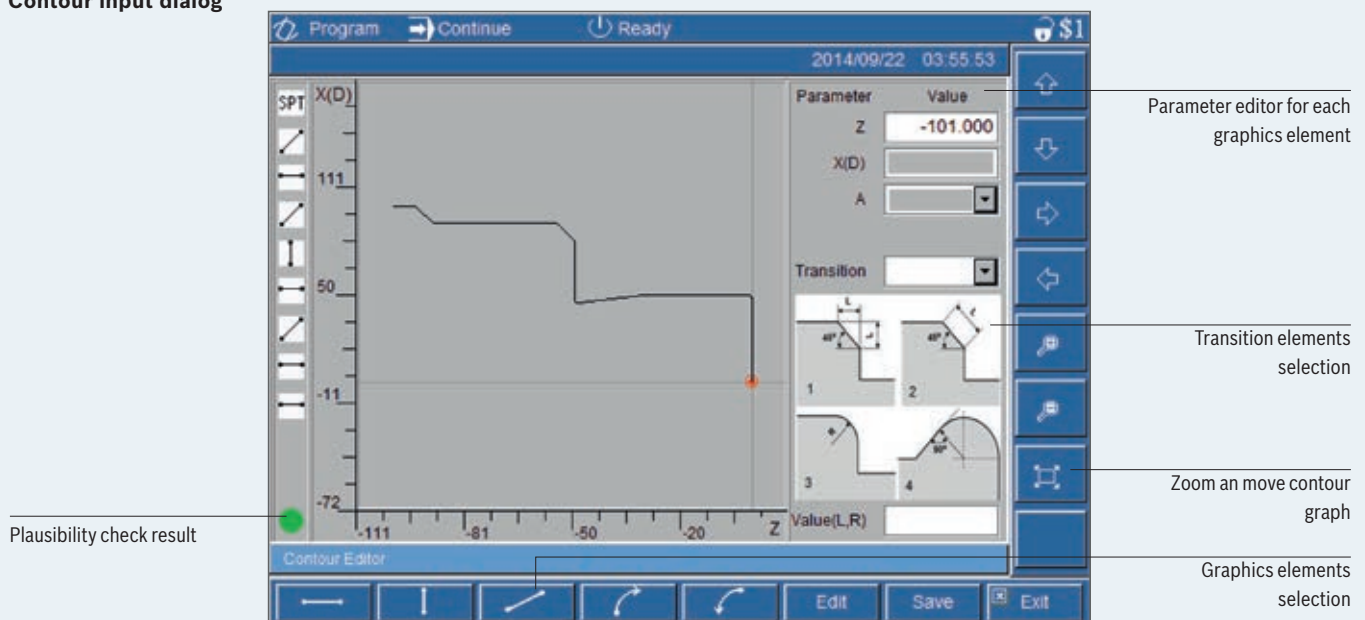 Contour input dialog
Program Continue Ready $1
2014/09/22 03:55:53
SPT X(D)
111
50
-11
-72
-111 -81 -50 -20 Z
Parameter Value
Z -101.000
X(D)
A
Transition
L
45°
1
45°
2
3
90°
4
Value(L,R)
Contour Editor
Edit Save Exit
Parameter editor for each
graphics element
Transition elements
selection
Zoom an move contour
graph
Graphics elements
selection
Plausibility check result